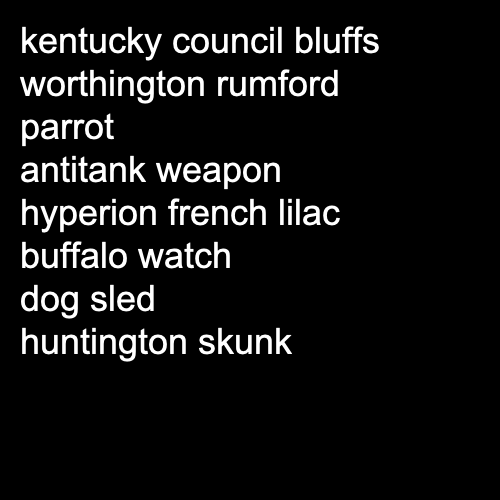 kentucky council bluffs
worthington rumford
parrot
antitank weapon
hyperion french lilac
buffalo watch
dog sled
huntington skunk